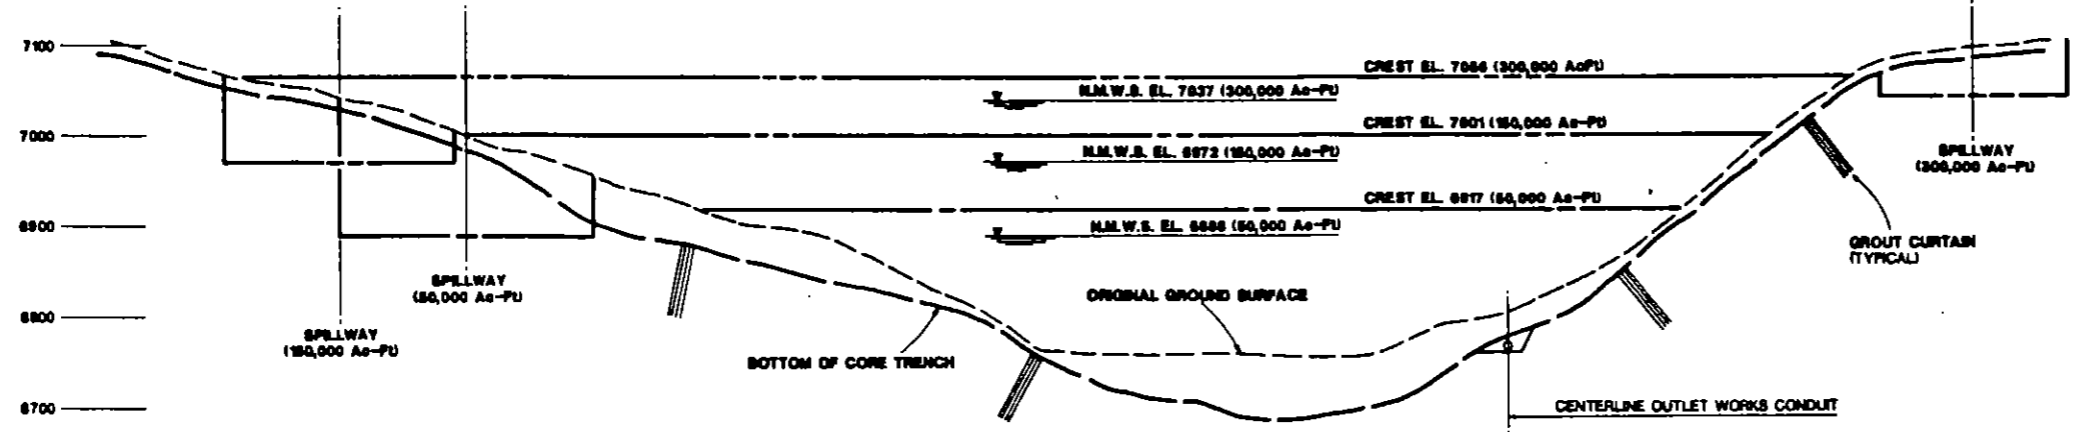 7100
CREST EL. 7066 (300,000 AcFt)
N.M.W.S. EL. 7037 (300,000 Ac-Ft)
7000
CREST EL. 7001 (150,000 Ac-Ft)
N.M.W.S. EL. 6972 (150,000 Ac-Ft)
SPILLWAY
(300,000 Ac-Ft)
CREST EL. 6917 (50,000 Ac-Ft)
6900
N.M.W.S. EL. 6888 (50,000 Ac-Ft)
GROUT CURTAIN
(TYPICAL)
SPILLWAY
(50,000 Ac-Ft)
ORIGINAL GROUND SURFACE
6800
SPILLWAY
(150,000 Ac-Ft)
BOTTOM OF CORE TRENCH
6700
CENTERLINE OUTLET WORKS CONDUIT